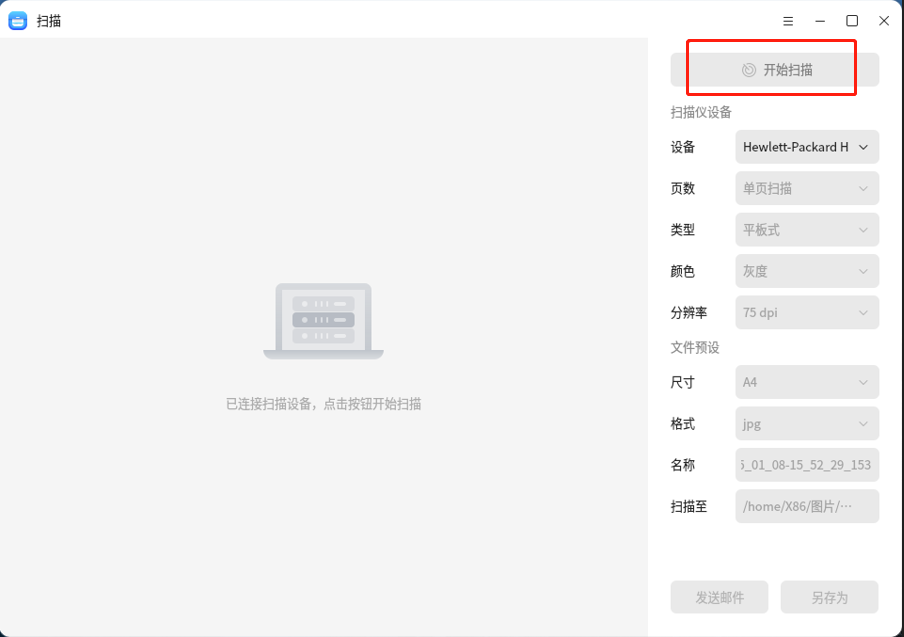 扫描
开始扫描
扫描仪设备
设备 Hewlett-Packard H
页数 单页扫描
类型 平板式
颜色 灰度
分辨率 75 dpi
文件预设
尺寸 A4
格式 jpg
名称 5_01_08-15_52_29_153
扫描至 /home/X86/图片/···
已连接扫描设备，点击按钮开始扫描
发送邮件 另存为